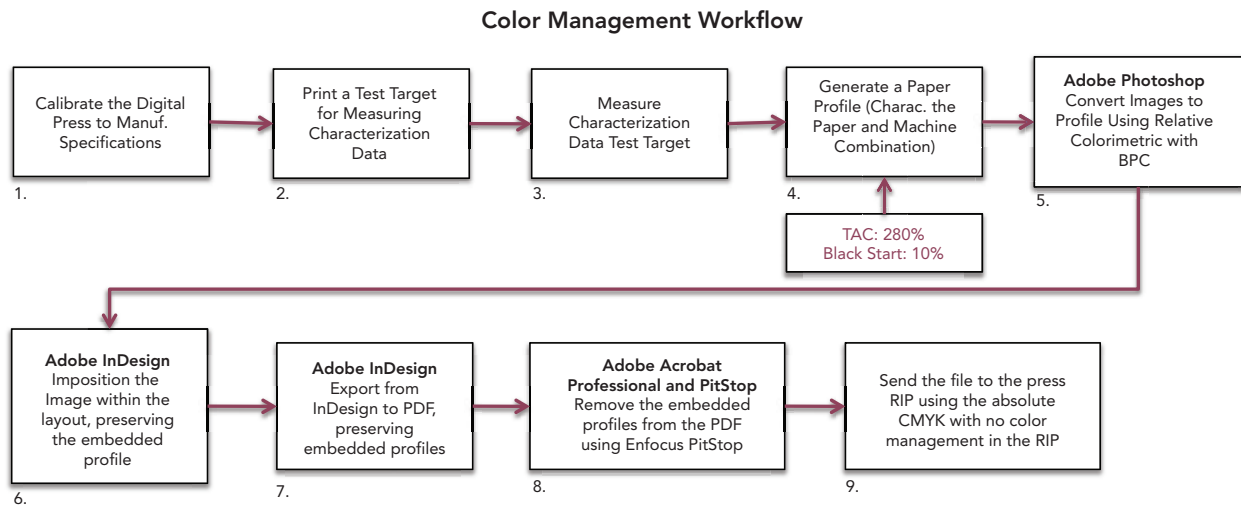 Color Management Workflow
Calibrate the Digital
Press to Manuf.
Specifications
1.
Print a Test Target
for Measuring
Characterization
Data
2.
Measure
Characterization
Data Test Target
3.
Generate a Paper
Profile (Charac. the
Paper and Machine
Combination)
4.
TAC: 280%
Black Start: 10%
Adobe Photoshop
Convert Images to
Profile Using Relative
Colorimetric with
BPC
5.
Adobe InDesign
Imposition the
Image within the
layout, preserving
the embedded
profile
6.
Adobe InDesign
Export from
InDesign to PDF,
preserving
embedded profiles
7.
Adobe Acrobat
Professional and PitStop
Remove the embedded
profiles from the PDF
using Enfocus PitStop
8.
Send the file to the press
RIP using the absolute
CMYK with no color
management in the RIP
9.